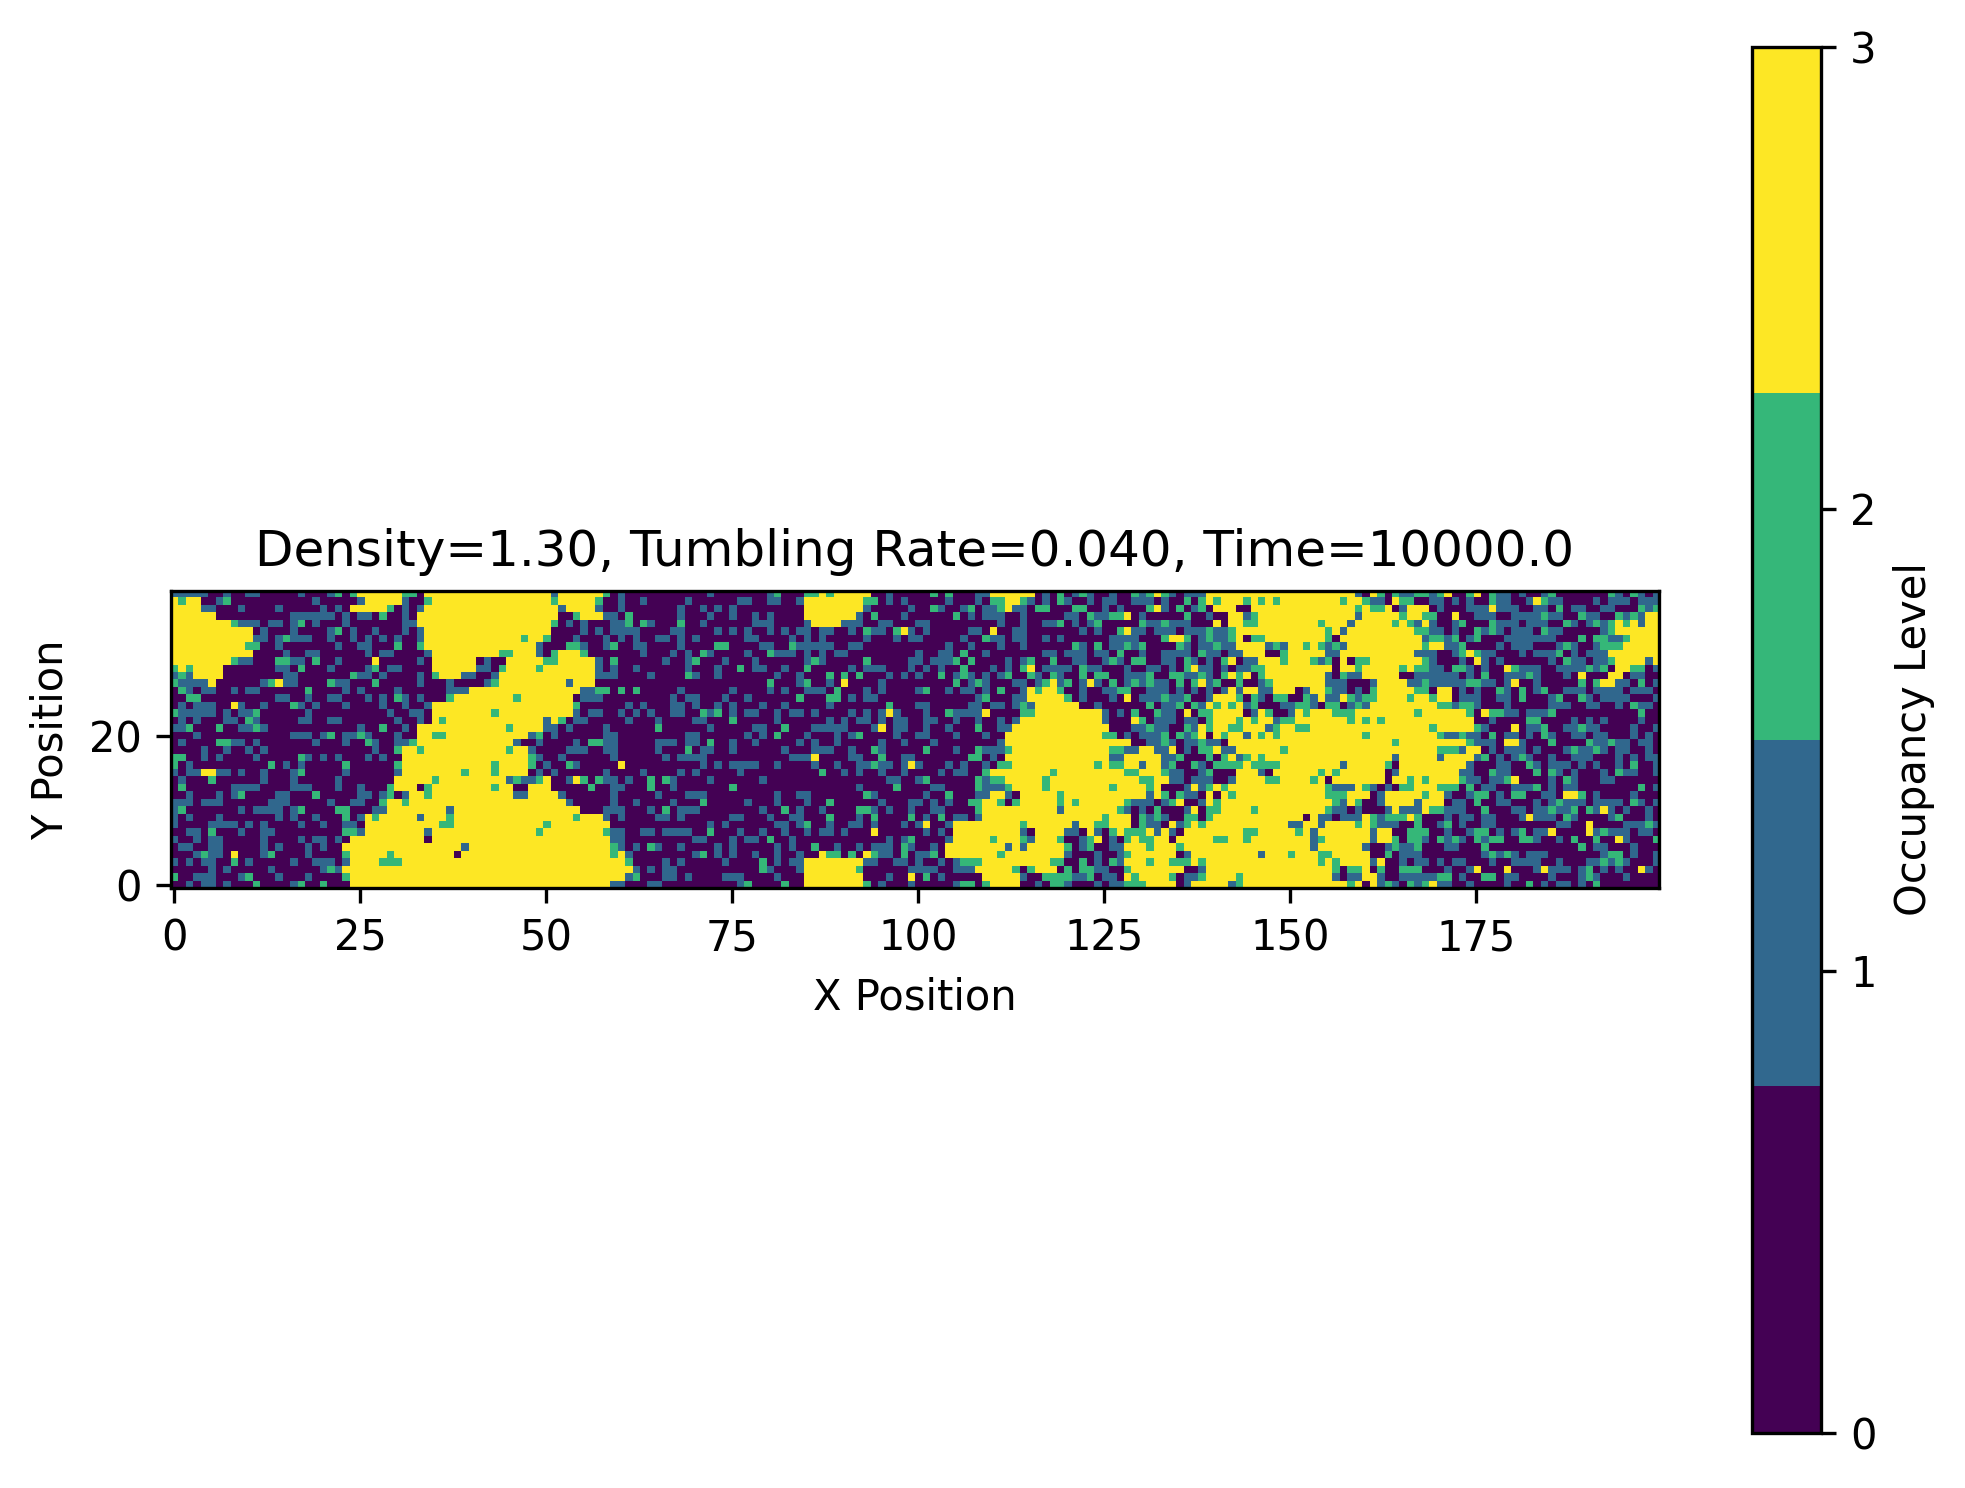 Density=1.30, Tumbling Rate=0.040, Time=10000.0
Y Position
20
0
0 25 50 75 100 125 150 175
X Position
3
2
1
0
Occupancy Level